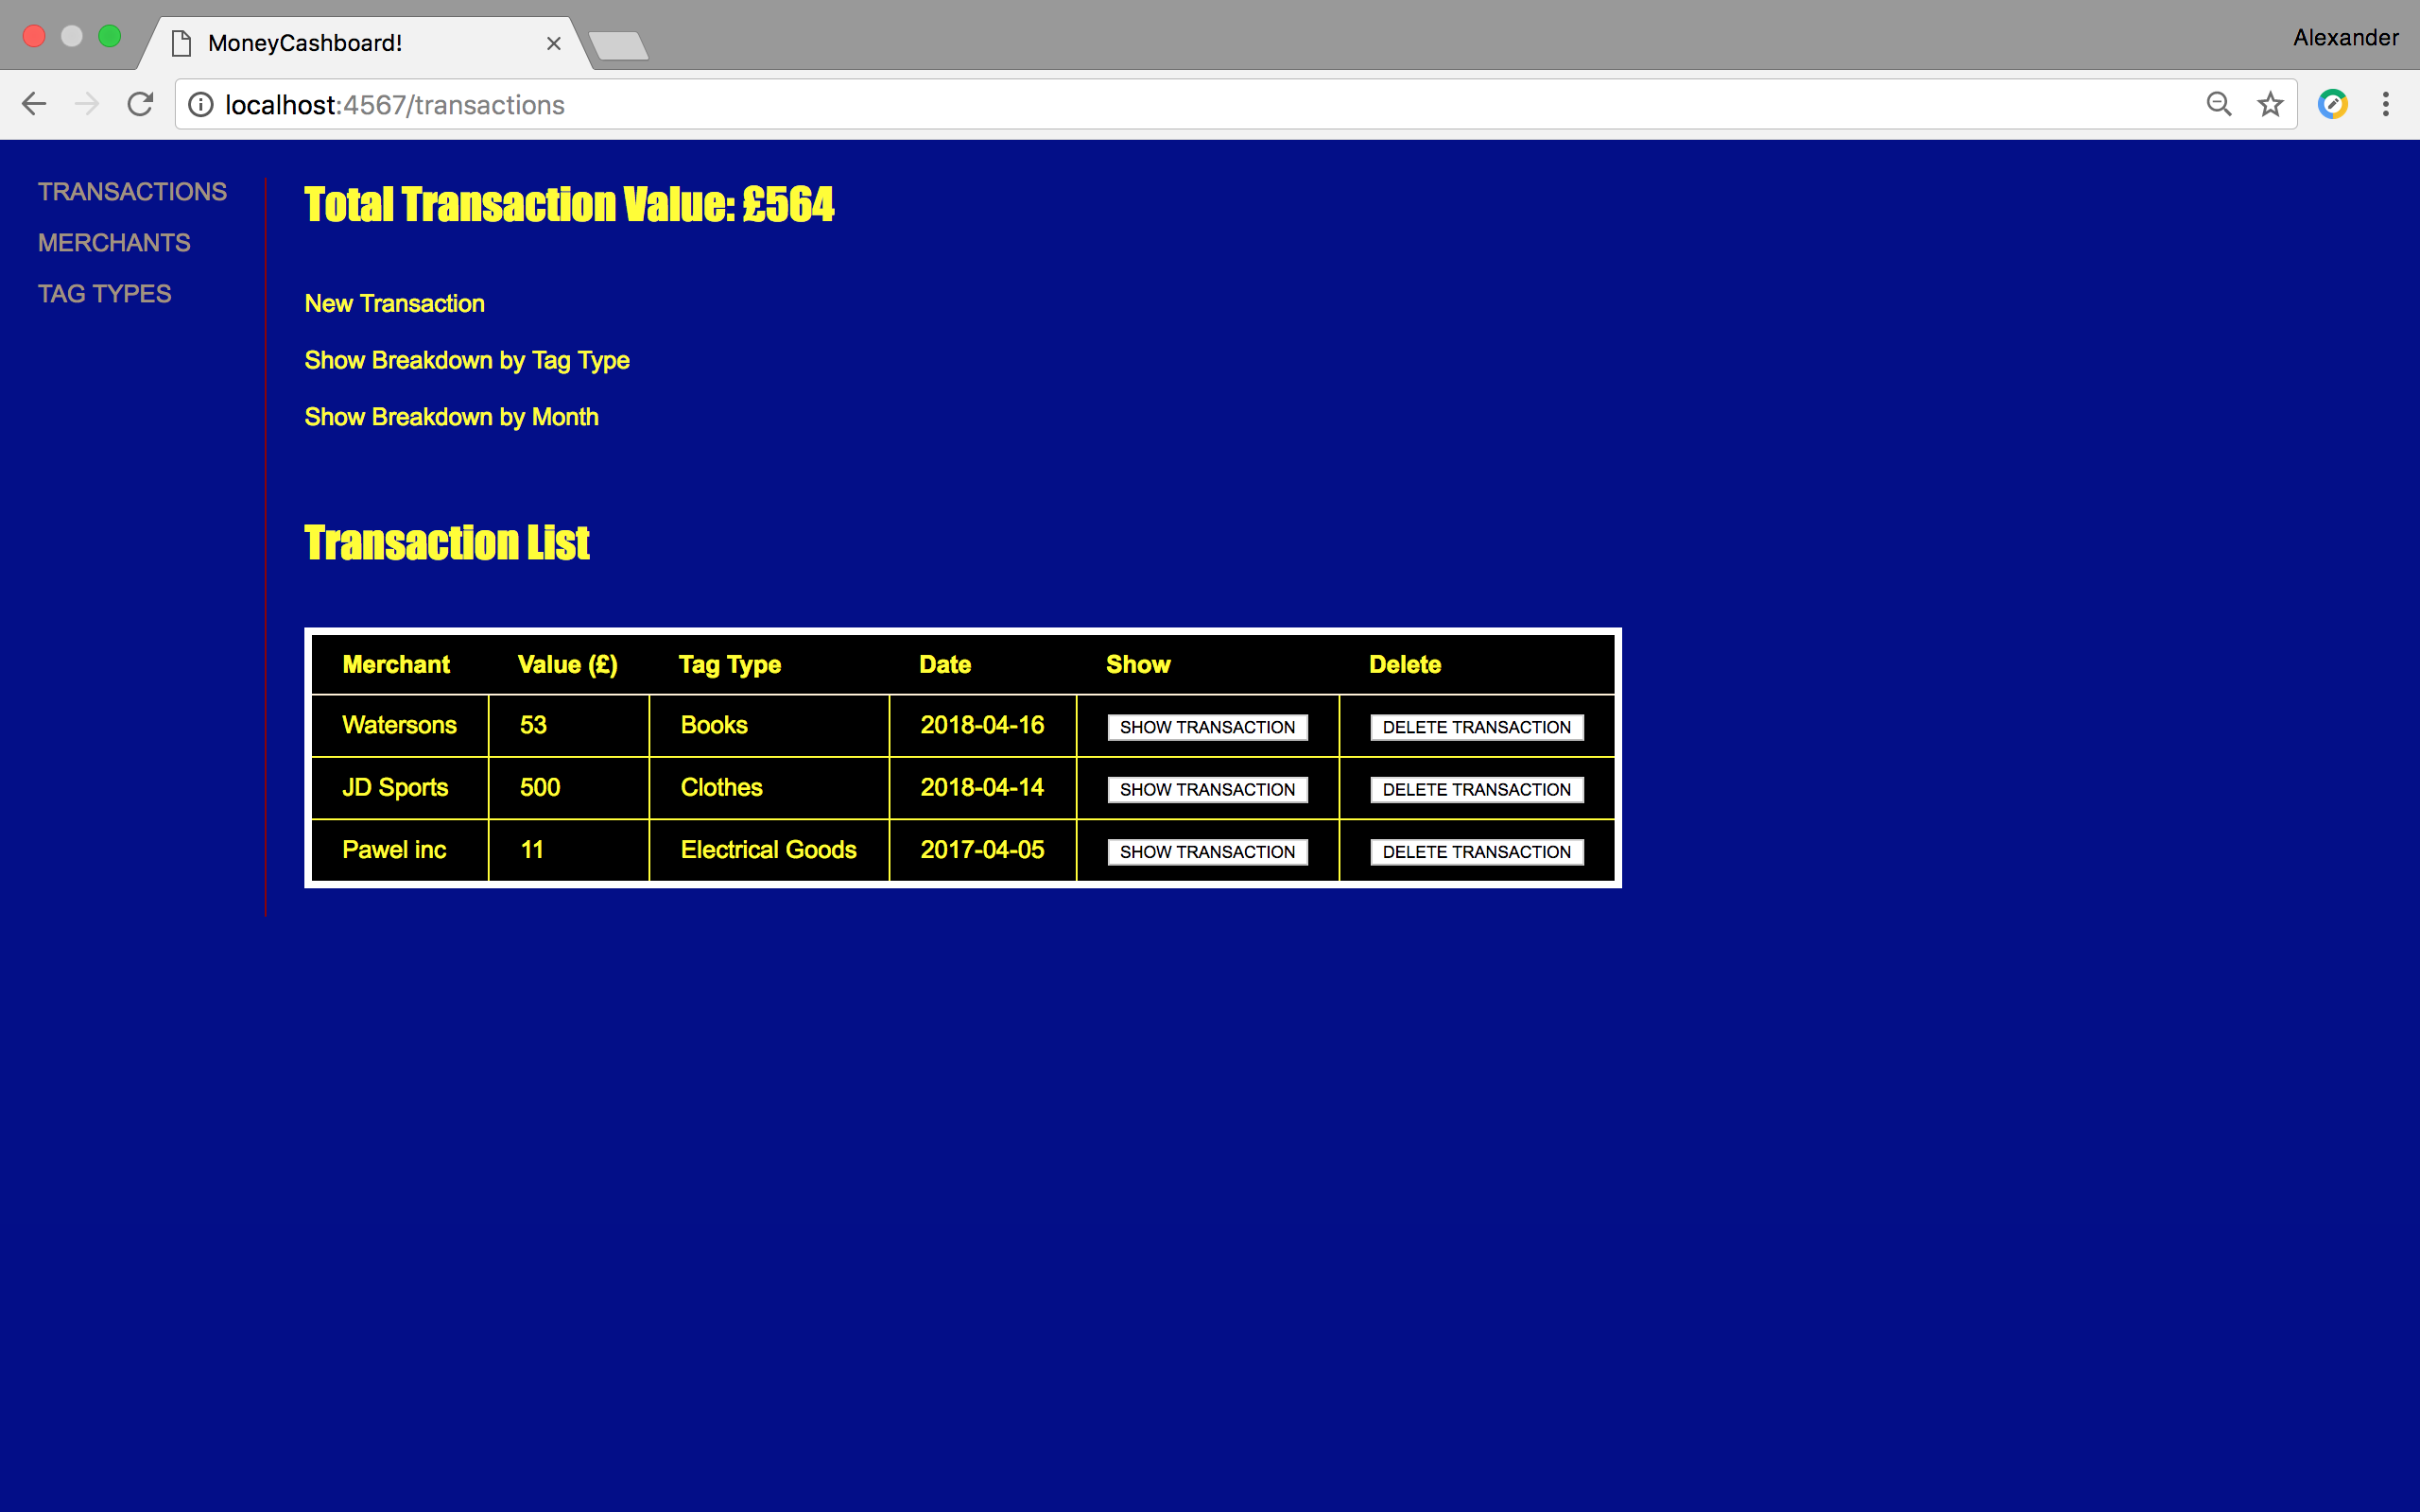 MoneyCashboard!
Alexander
localhost:4567/transactions
TRANSACTIONS
MERCHANTS
TAG TYPES
Total Transaction Value: £564
New Transaction
Show Breakdown by Tag Type
Show Breakdown by Month
Transaction List
Merchant Value (£) Tag Type Date Show Delete
Watersons 53 Books 2018-04-16 SHOW TRANSACTION DELETE TRANSACTION
JD Sports 500 Clothes 2018-04-14 SHOW TRANSACTION DELETE TRANSACTION
Pawel inc 11 Electrical Goods 2017-04-05 SHOW TRANSACTION DELETE TRANSACTION